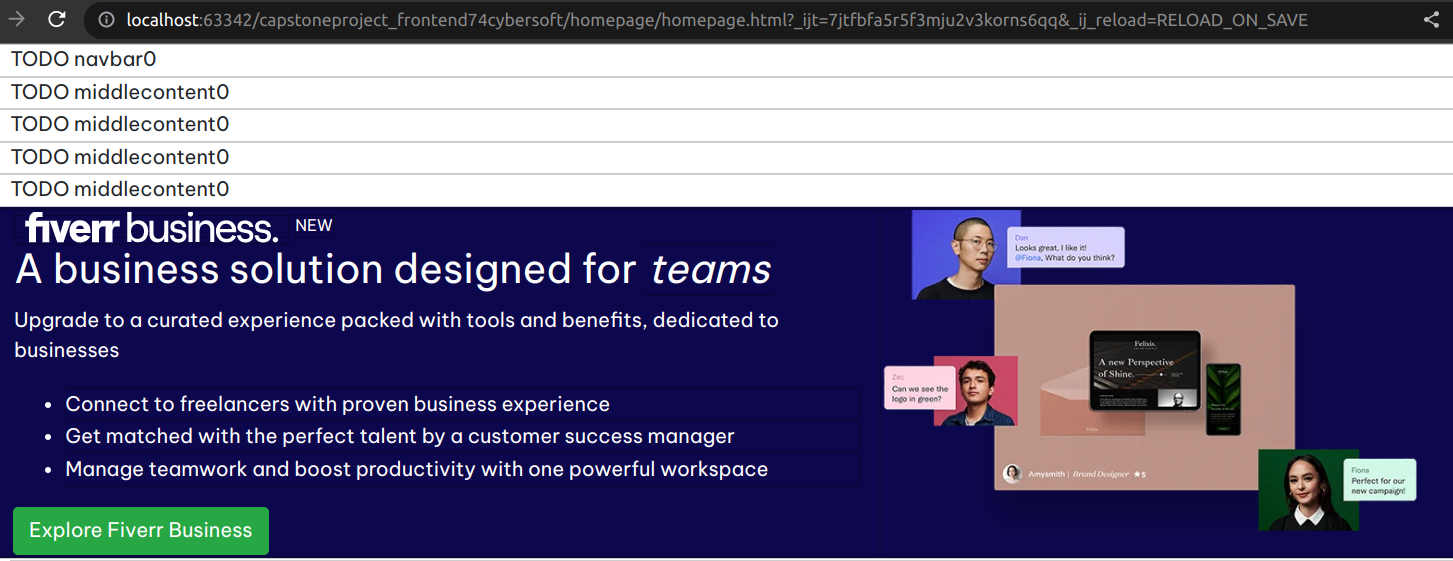 localhost:63342/capstoneproject_frontend74cybersoft/homepage/homepage.html?_ijt=7jtfbfa5r5f3mju2v3korns6qq&_ij_reload=RELOAD_ON_SAVE
TODO navbar0
TODO middlecontent0
TODO middlecontent0
TODO middlecontent0
TODO middlecontent0
fiverr business. NEW
A business solution designed for teams
Upgrade to a curated experience packed with tools and benefits, dedicated to
businesses
Connect to freelancers with proven business experience
Get matched with the perfect talent by a customer success manager
Manage teamwork and boost productivity with one powerful workspace
Explore Fiverr Business
Dan
Looks great, I like it!
@Fiona, What do you think?
Felixis.
A new Perspective
of Shine.
Zac
Can we see the
logo in green?
Amysmith | Brand Designer ★5
Fiona
Perfect for our
new campaign!